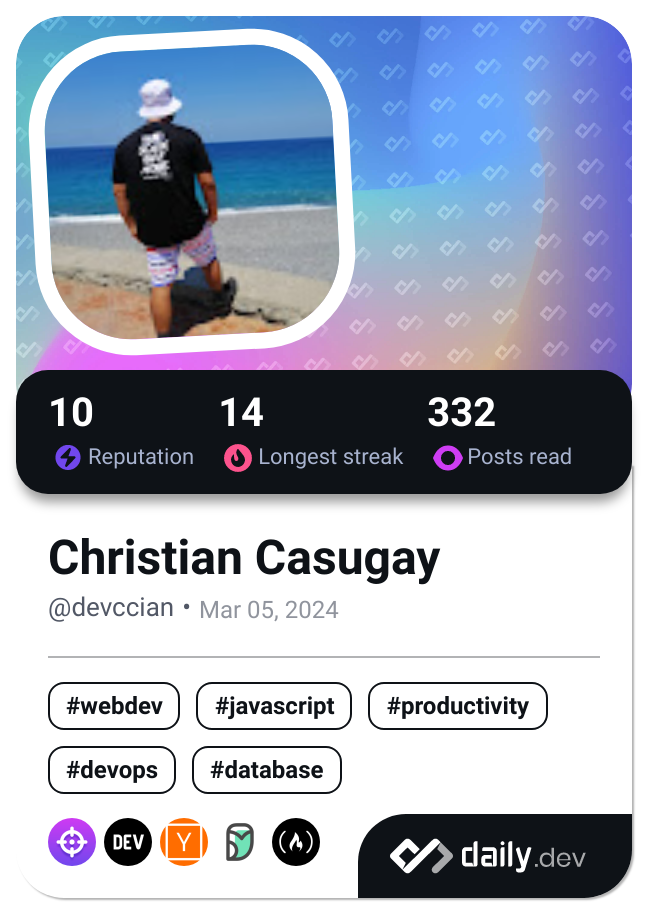 10 14 332
Reputation Longest streak Posts read
Christian Casugay
@devccian • Mar 05, 2024
#webdev #javascript #productivity
#devops #database
DEV Y
daily.dev